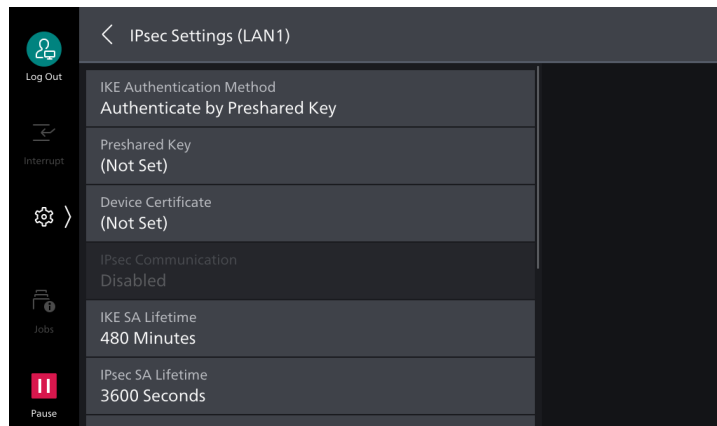 IPsec Settings (LAN1)
Log Out
Interrupt
Jobs
Pause
IKE Authentication Method
Authenticate by Preshared Key
Preshared Key
(Not Set)
Device Certificate
(Not Set)
IPsec Communication
Disabled
IKE SA Lifetime
480 Minutes
IPsec SA Lifetime
3600 Seconds